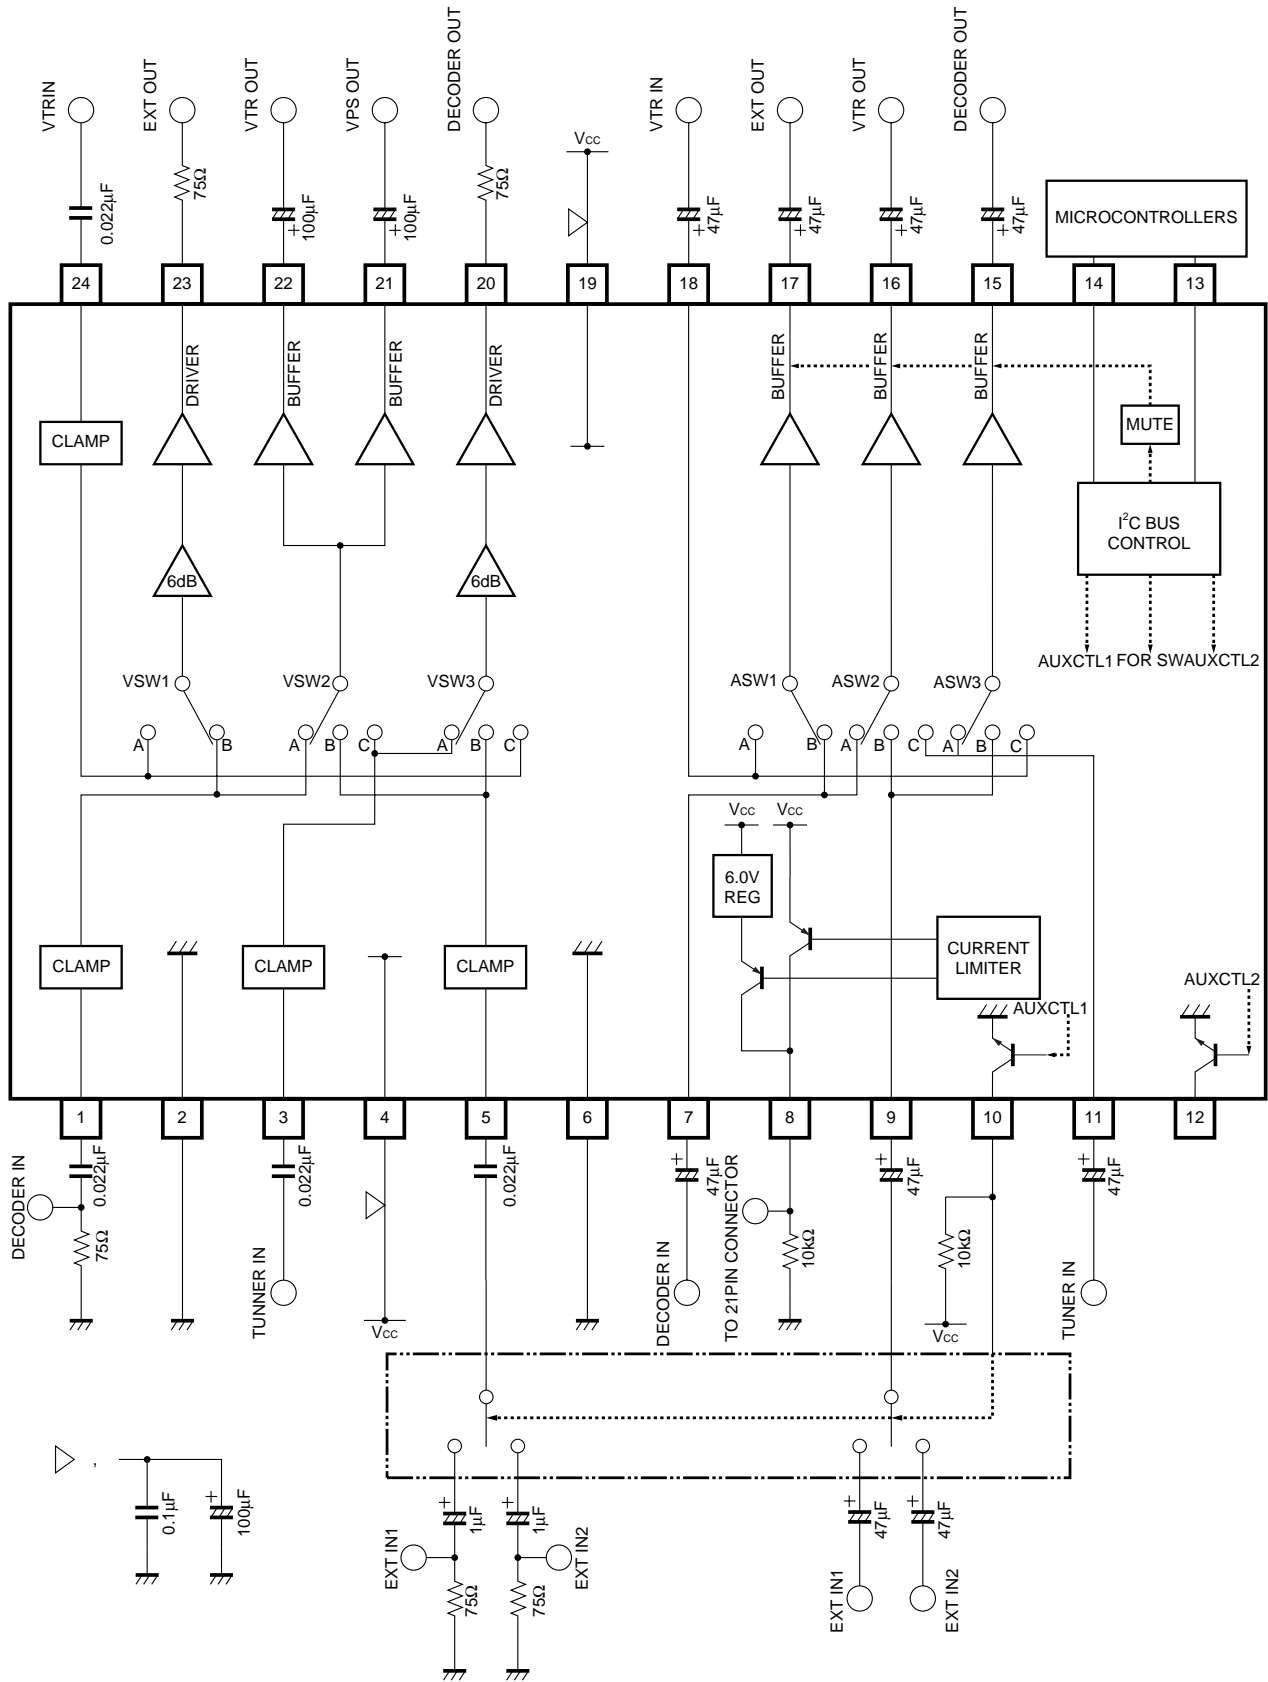 VTRIN
EXT OUT
VTR OUT
VPS OUT
DECODER OUT
VTR IN
EXT OUT
VTR OUT
DECODER OUT
Vcc
0.022µF
75Ω
+
100µF
+
100µF
75Ω
+
47µF
+
47µF
+
47µF
+
47µF
MICROCONTROLLERS
24
23
22
21
20
19
18
17
16
15
14
13
DRIVER
BUFFER
BUFFER
DRIVER
BUFFER
BUFFER
BUFFER
CLAMP
MUTE
I²C BUS
CONTROL
6dB
6dB
AUXCTL1
FOR SW
AUXCTL2
VSW1
VSW2
VSW3
ASW1
ASW2
ASW3
A
B
A
B
C
A
B
C
A
B
A
B
C
A
B
C
Vcc
Vcc
6.0V
REG
CLAMP
CLAMP
CLAMP
CURRENT
LIMITER
AUXCTL1
AUXCTL2
1
2
3
4
5
6
7
8
9
10
11
12
DECODER IN
0.022µF
75Ω
TUNNER IN
0.022µF
Vcc
0.022µF
DECODER IN
+
47µF
TO 21PIN CONNECTOR
10kΩ
+
47µF
10kΩ
Vcc
TUNER IN
+
47µF
,
0.1µF
+
100µF
EXT IN1
+
1µF
75Ω
+
1µF
75Ω
EXT IN2
+
47µF
EXT IN1
+
47µF
EXT IN2